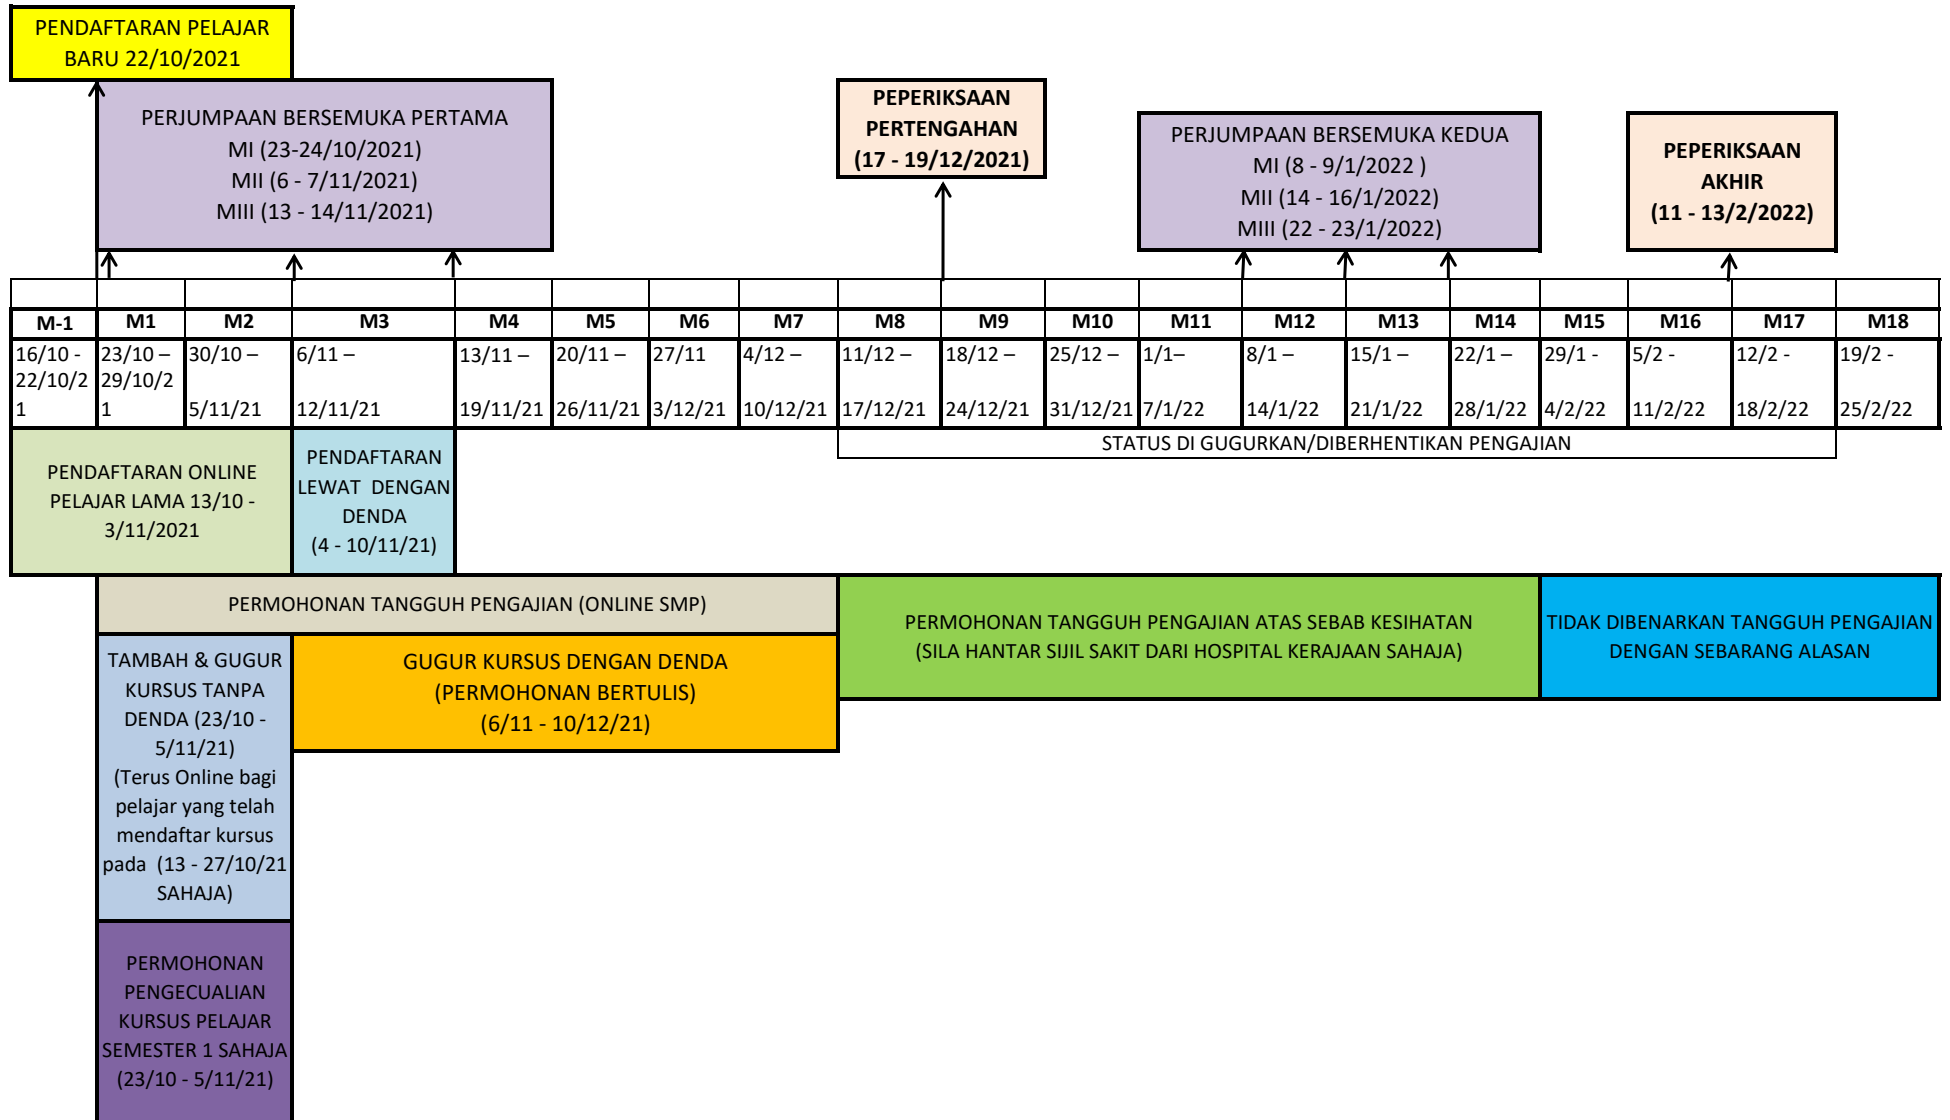 PENDAFTARAN PELAJAR
BARU 22/10/2021
PERJUMPAAN BERSEMUKA PERTAMA
MI (23-24/10/2021)
MII (6 - 7/11/2021)
MIII (13 - 14/11/2021)
PEPERIKSAAN
PERTENGAHAN
(17 - 19/12/2021)
PERJUMPAAN BERSEMUKA KEDUA
MI (8 - 9/1/2022 )
MII (14 - 16/1/2022)
MIII (22 - 23/1/2022)
PEPERIKSAAN
AKHIR
(11 - 13/2/2022)
M-1 M1 M2 M3 M4 M5 M6 M7 M8 M9 M10 M11 M12 M13 M14 M15 M16 M17 M18
16/10 - 23/10 – 30/10 – 6/11 – 13/11 – 20/11 – 27/11 4/12 – 11/12 – 18/12 – 25/12 – 1/1– 8/1 – 15/1 – 22/1 – 29/1 - 5/2 - 12/2 - 19/2 -
22/10/2 29/10/2
1 1 5/11/21 12/11/21 19/11/21 26/11/21 3/12/21 10/12/21 17/12/21 24/12/21 31/12/21 7/1/22 14/1/22 21/1/22 28/1/22 4/2/22 11/2/22 18/2/22 25/2/22
STATUS DI GUGURKAN/DIBERHENTIKAN PENGAJIAN
PENDAFTARAN ONLINE
PELAJAR LAMA 13/10 -
3/11/2021
PENDAFTARAN
LEWAT  DENGAN
DENDA
(4 - 10/11/21)
PERMOHONAN TANGGUH PENGAJIAN (ONLINE SMP)
PERMOHONAN TANGGUH PENGAJIAN ATAS SEBAB KESIHATAN
(SILA HANTAR SIJIL SAKIT DARI HOSPITAL KERAJAAN SAHAJA)
TIDAK DIBENARKAN TANGGUH PENGAJIAN
DENGAN SEBARANG ALASAN
TAMBAH & GUGUR
KURSUS TANPA
DENDA (23/10 -
5/11/21)
(Terus Online bagi
pelajar yang telah
mendaftar kursus
pada  (13 - 27/10/21
SAHAJA)
GUGUR KURSUS DENGAN DENDA
(PERMOHONAN BERTULIS)
(6/11 - 10/12/21)
PERMOHONAN
PENGECUALIAN
KURSUS PELAJAR
SEMESTER 1 SAHAJA
(23/10 - 5/11/21)